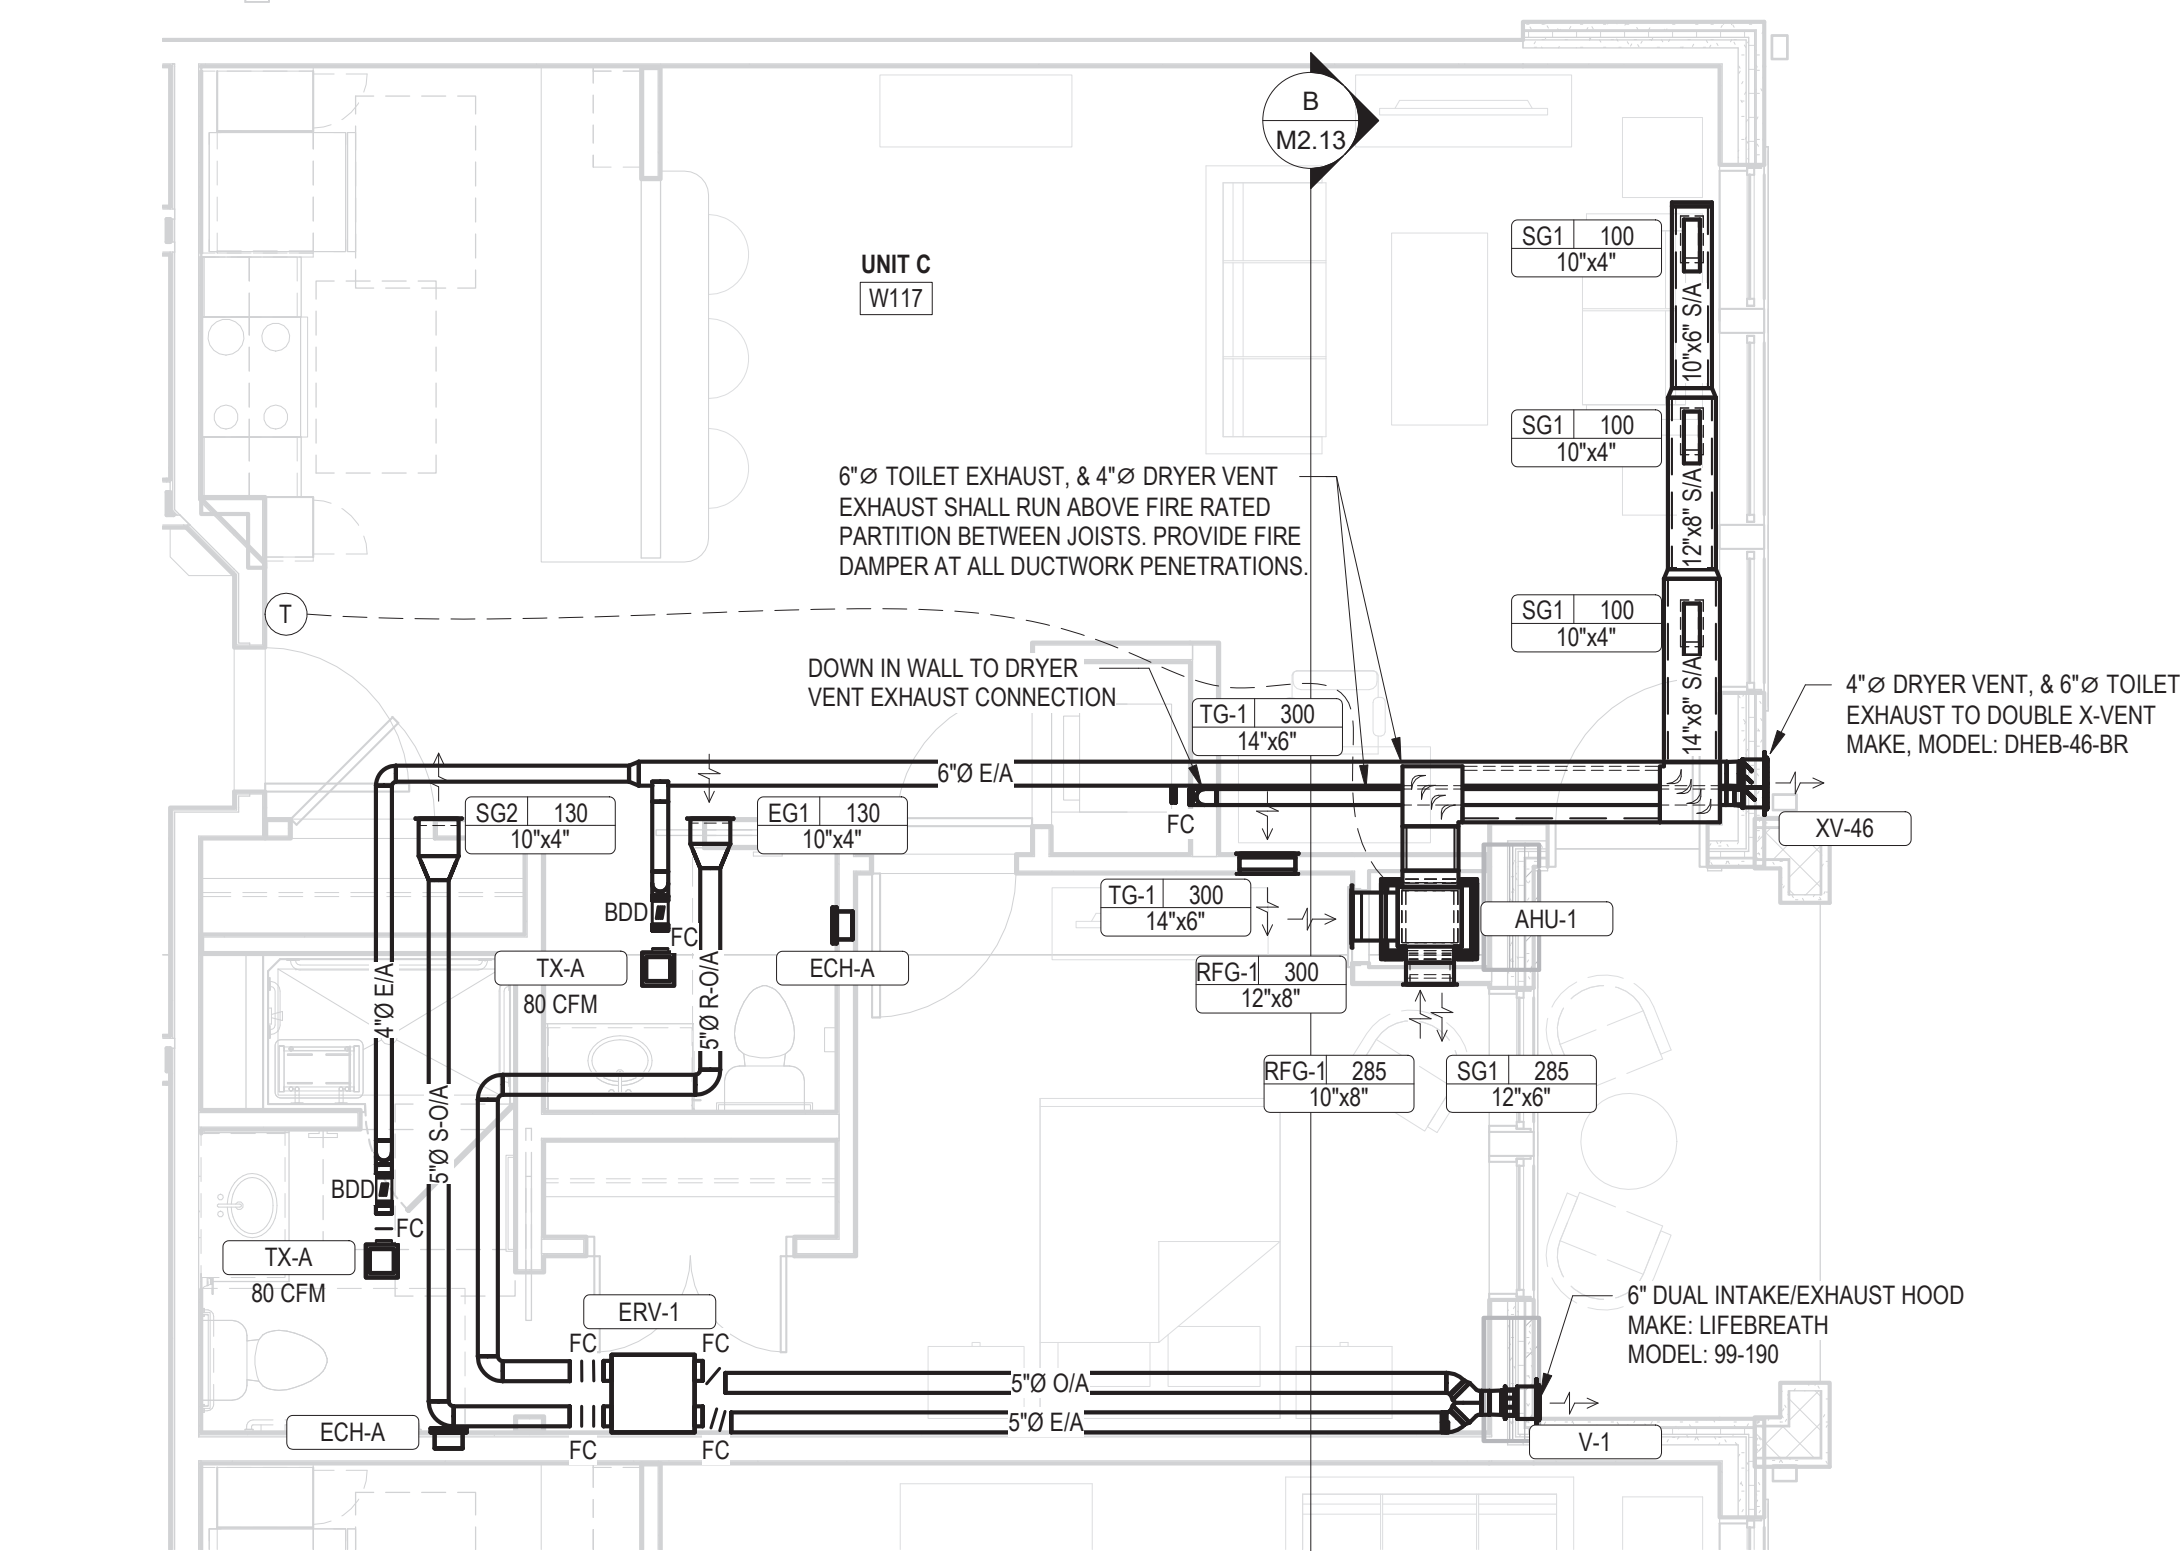 B
M2.13
SG1 100
10"x4"
UNIT C
W117
10"x6" S/A
SG1 100
10"x4"
6"Ø TOILET EXHAUST, & 4"Ø DRYER VENT
EXHAUST SHALL RUN ABOVE FIRE RATED
PARTITION BETWEEN JOISTS. PROVIDE FIRE
DAMPER AT ALL DUCTWORK PENETRATIONS.
12"x8" S/A
T
SG1 100
10"x4"
DOWN IN WALL TO DRYER
VENT EXHAUST CONNECTION
14"x8" S/A
4"Ø DRYER VENT, & 6"Ø TOILET
EXHAUST TO DOUBLE X-VENT
MAKE, MODEL: DHEB-46-BR
TG-1 300
14"x6"
6"Ø E/A
SG2 130
10"x4"
EG1 130
10"x4"
FC
XV-46
TG-1 300
14"x6"
BDD
FC
AHU-1
TX-A
80 CFM
ECH-A
RFG-1 300
12"x8"
4"Ø E/A
5"Ø R-O/A
RFG-1 285
10"x8"
SG1 285
12"x6"
5"Ø S-O/A
BDD
FC
TX-A
80 CFM
ERV-1
6" DUAL INTAKE/EXHAUST HOOD
MAKE: LIFEBREATH
MODEL: 99-190
FC
FC
5"Ø O/A
5"Ø E/A
ECH-A
FC
FC
V-1